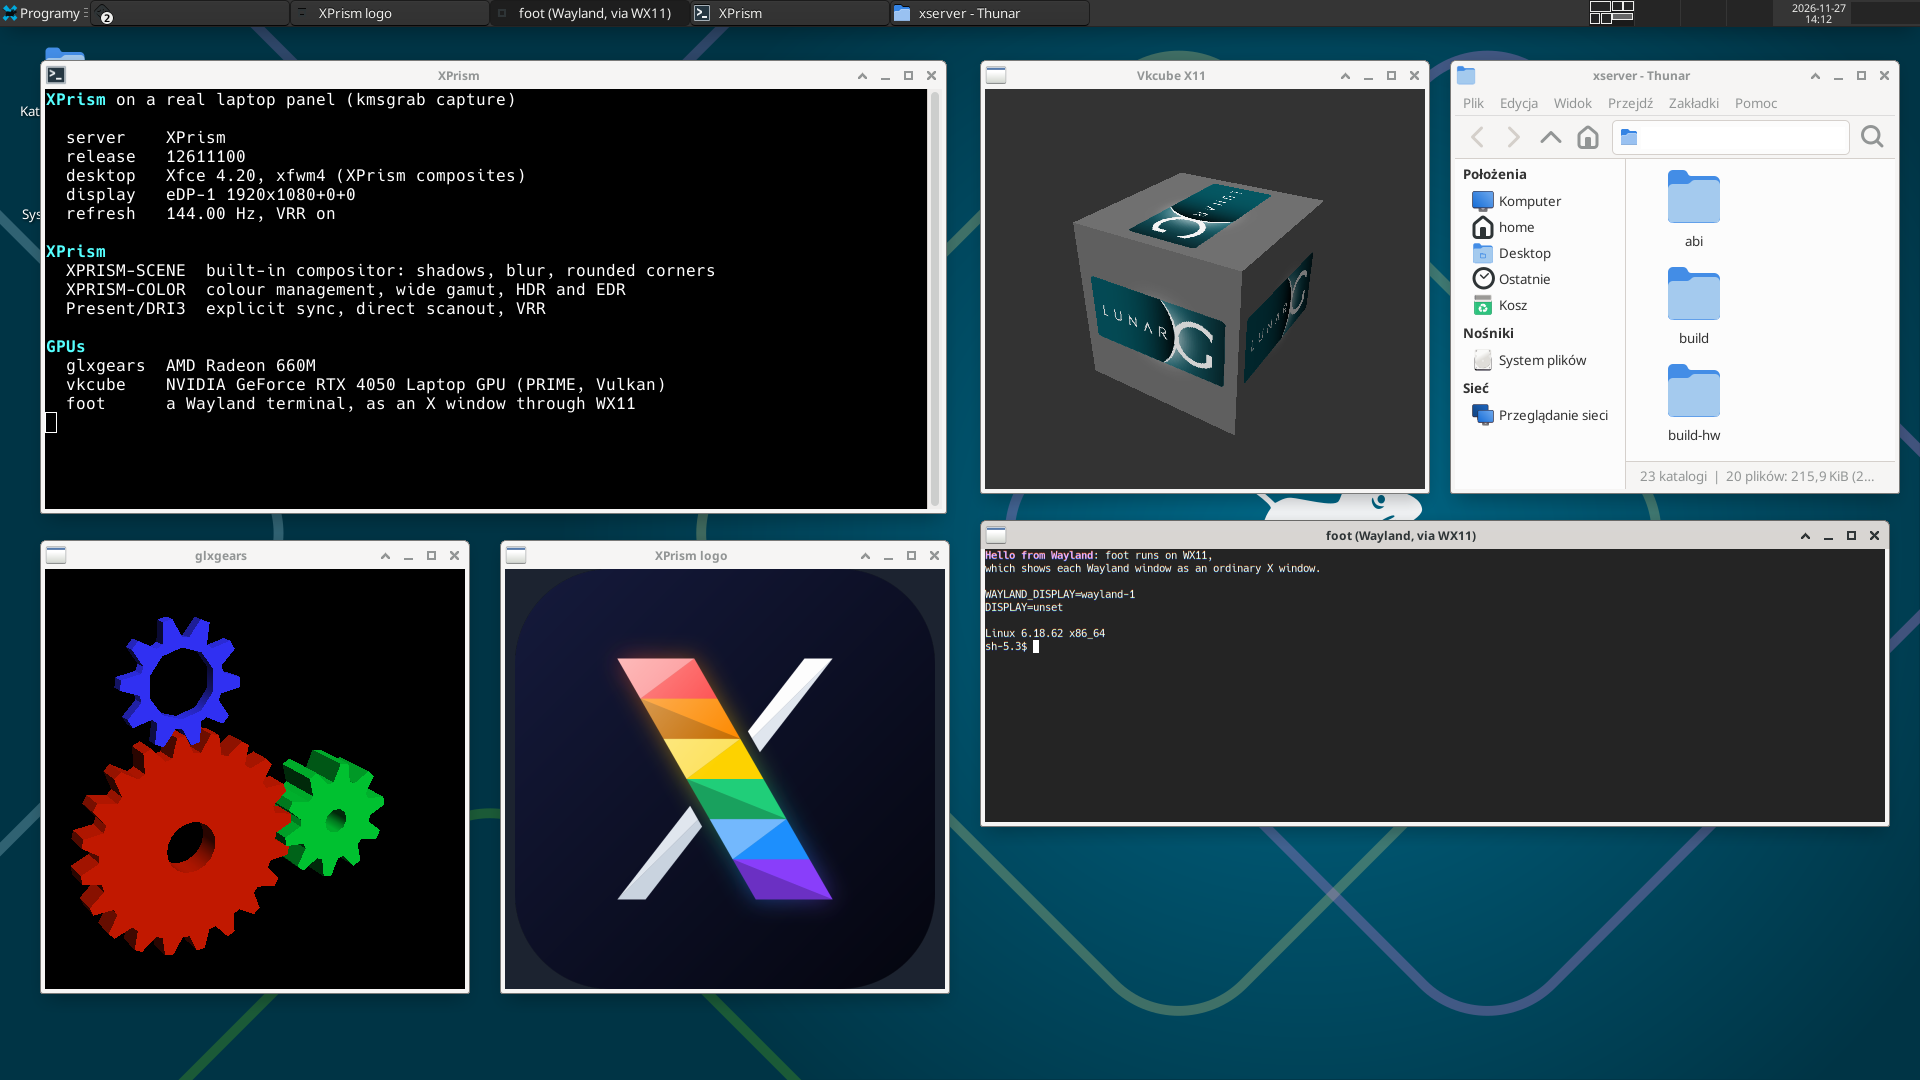 Programy
2
XPrism logo
foot (Wayland, via WX11)
XPrism
xserver - Thunar
2026-11-27
14:12
Kat
Sys
XPrism
XPrism on a real laptop panel (kmsgrab capture)
server XPrism
release 12611100
desktop Xfce 4.20, xfwm4 (XPrism composites)
display eDP-1 1920x1080+0+0
refresh 144.00 Hz, VRR on
XPrism
XPRISM-SCENE built-in compositor: shadows, blur, rounded corners
XPRISM-COLOR colour management, wide gamut, HDR and EDR
Present/DRI3 explicit sync, direct scanout, VRR
GPUs
glxgears AMD Radeon 660M
vkcube NVIDIA GeForce RTX 4050 Laptop GPU (PRIME, Vulkan)
foot a Wayland terminal, as an X window through WX11
Vkcube X11
LUNAR G
LUNAR G
LUNAR G
xserver - Thunar
Plik Edycja Widok Przejdź Zakładki Pomoc
Położenia
Komputer
home
Desktop
Ostatnie
Kosz
Nośniki
System plików
Sieć
Przeglądanie sieci
abi
build
build-hw
23 katalogi | 20 plików: 215,9 KiB (2...
glxgears
XPrism logo
foot (Wayland, via WX11)
Hello from Wayland: foot runs on WX11,
which shows each Wayland window as an ordinary X window.
WAYLAND_DISPLAY=wayland-1
DISPLAY=unset
Linux 6.18.62 x86_64
sh-5.3$